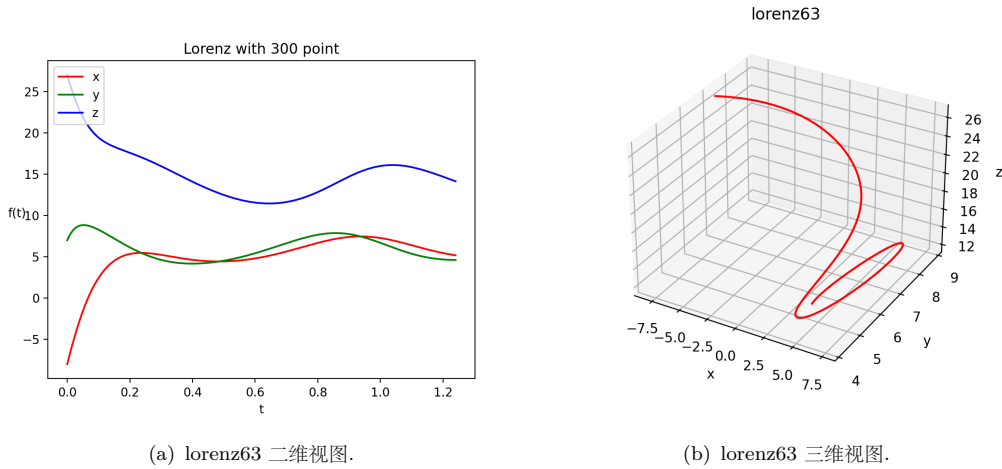 Lorenz with 300 point
x
y
z
25
20
15
10
5
0
−5
f(t)
0.0 0.2 0.4 0.6 0.8 1.0 1.2
t
(a) lorenz63 二维视图.
lorenz63
26
24
22
20
18
16
14
12
z
−7.5 −5.0 −2.5 0.0 2.5 5.0 7.5
x
4 5 6 7 8 9
y
(b) lorenz63 三维视图.